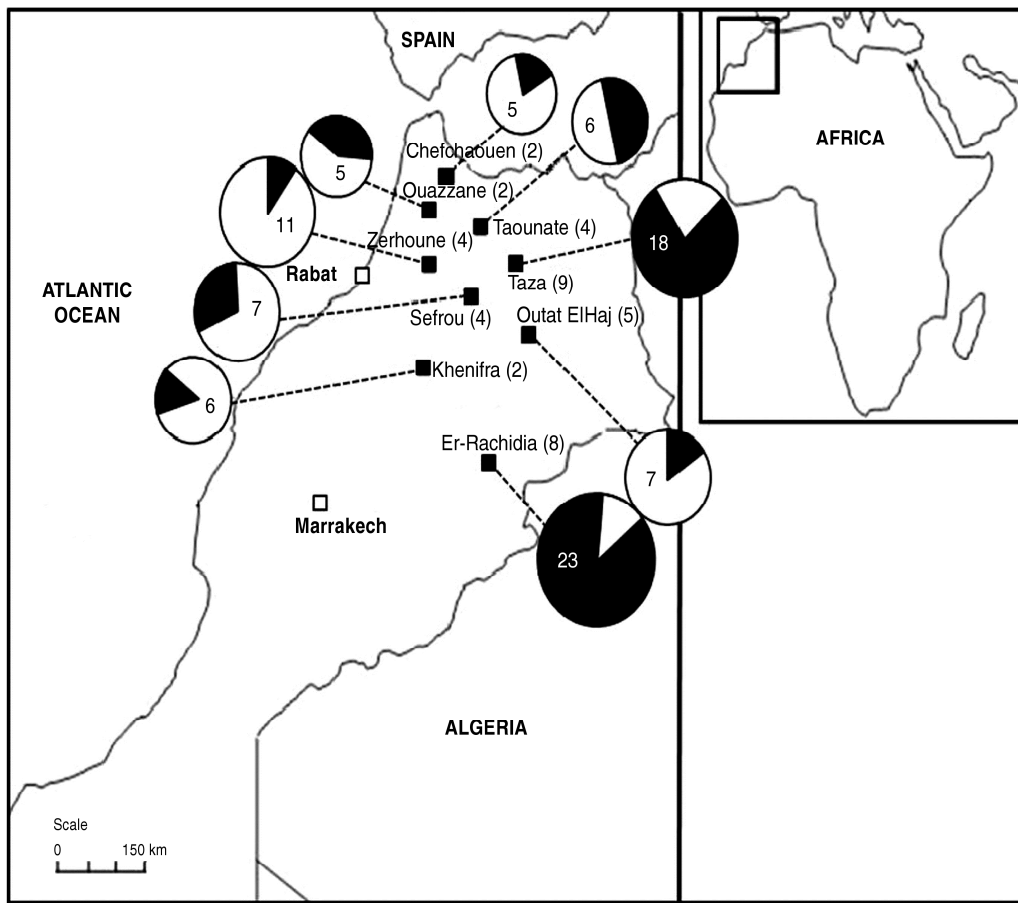 SPAIN
5
6
Chefchaouen (2)
5
Ouazzane (2)
AFRICA
11
Taounate (4)
Zerhoune (4)
18
Rabat
Taza (9)
ATLANTIC
OCEAN
7
Sefrou (4)
Outat ElHaj (5)
Khenifra (2)
6
Er-Rachidia (8)
7
Marrakech
23
ALGERIA
Scale
0 150 km